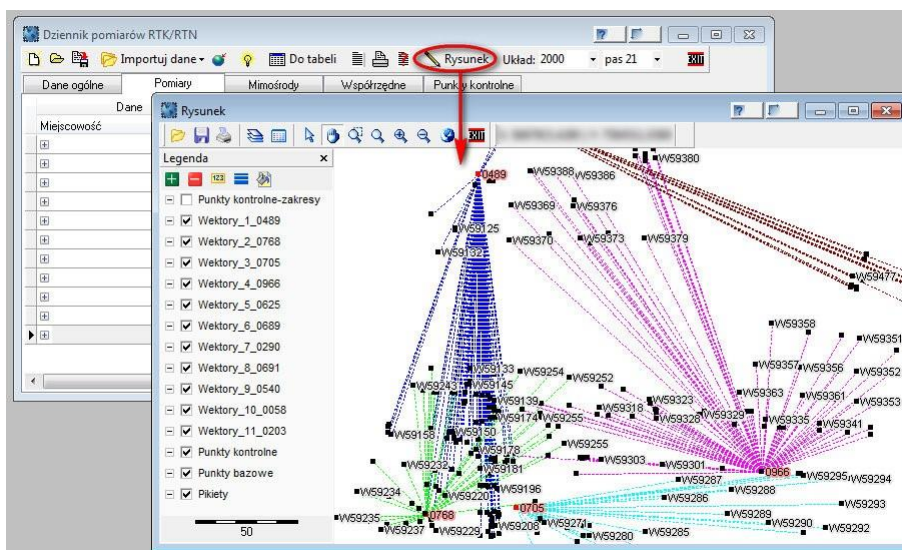 Dziennik pomiarów RTK/RTN
Importuj dane
Do tabeli
Rysunek
Układ: 2000
pas 21
EXIT
Dane ogólne
Pomiary
Mimośrody
Współrzędne
Punkty kontrolne
Dane
Miejscowość
Rysunek
EXIT
Legenda
x
123
Punkty kontrolne-zakresy
Wektory_1_0489
Wektory_2_0768
Wektory_3_0705
Wektory_4_0966
Wektory_5_0625
Wektory_6_0689
Wektory_7_0290
Wektory_8_0691
Wektory_9_0540
Wektory_10_0058
Wektory_11_0203
Punkty kontrolne
Punkty bazowe
Pikiety
50
W59380
0489
W59388
W59386
W59369
W59376
W59125
W59370
W59373
W59379
W59132
W59477
W59358
W59351
W59133
W59254
W59252
W59357
W59356
W59352
W59243
W59145
W59139
W59323
W59363
W59361
W59353
W59318
W59174
W59255
W59328
W59329
W59335
W59341
W59158
W59150
W59255
W59178
W59303
W59301
W59232
W59181
0966
W59295
W59294
W59287
W59234
W59220
W59196
W59288
W59286
W59293
W59235
0768
0705
W59289
W59237
W59229
W59208
W59271
W59290
W59292
W59280
W59285